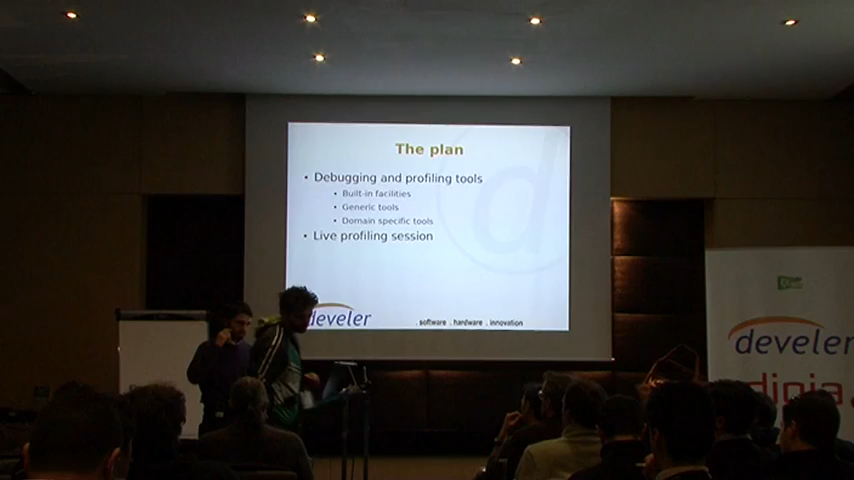 The plan
• Debugging and profiling tools
• Built-in facilities
• Generic tools
• Domain specific tools
• Live profiling session
develer
. software . hardware . innovation
develer
digia